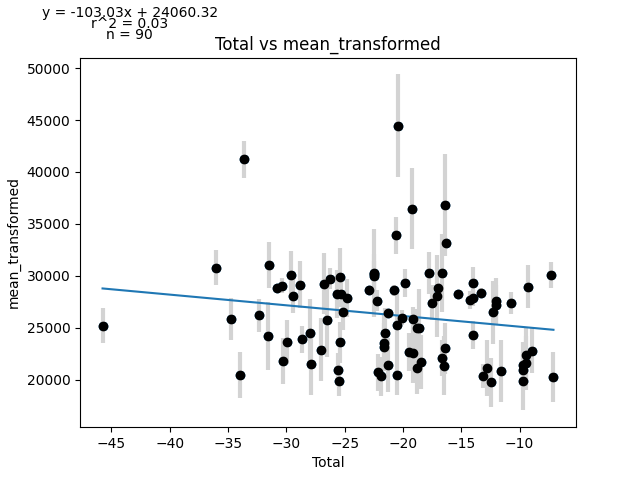 y = -103.03x + 24060.32
r^2 = 0.03
n = 90
Total vs mean_transformed
50000
45000
40000
35000
30000
25000
20000
mean_transformed
−45
−40
−35
−30
−25
−20
−15
−10
Total